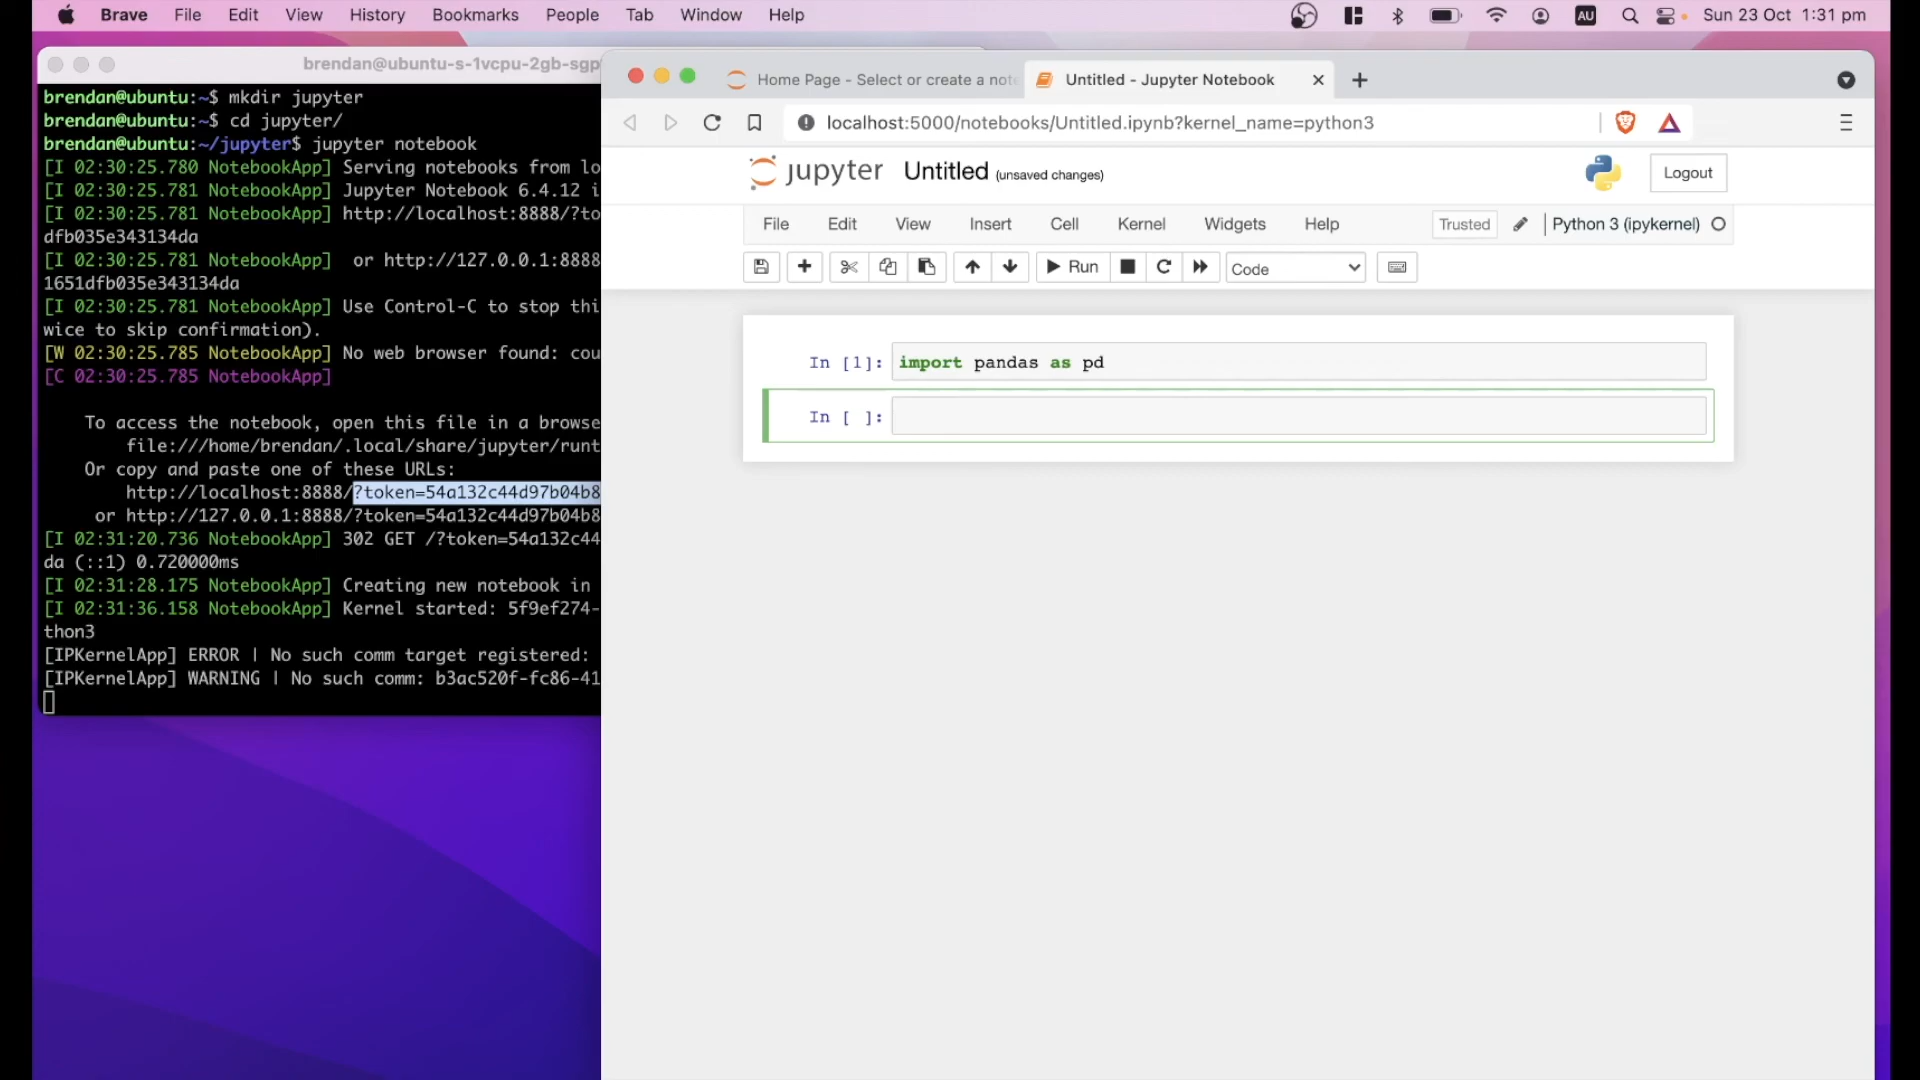 Brave File Edit View History Bookmarks People Tab Window Help AU Sun 23 Oct 1:31 pm
brendan@ubuntu-s-1vcpu-2gb-sgp
brendan@ubuntu:~$ mkdir jupyter
brendan@ubuntu:~$ cd jupyter/
brendan@ubuntu:~/jupyter$ jupyter notebook
[I 02:30:25.780 NotebookApp] Serving notebooks from lo
[I 02:30:25.781 NotebookApp] Jupyter Notebook 6.4.12 i
[I 02:30:25.781 NotebookApp] http://localhost:8888/?to
dfb035e343134da
[I 02:30:25.781 NotebookApp]  or http://127.0.0.1:8888
1651dfb035e343134da
[I 02:30:25.781 NotebookApp] Use Control-C to stop thi
wice to skip confirmation).
[W 02:30:25.785 NotebookApp] No web browser found: cou
[C 02:30:25.785 NotebookApp]
To access the notebook, open this file in a browse
file:///home/brendan/.local/share/jupyter/runt
Or copy and paste one of these URLs:
http://localhost:8888/?token=54a132c44d97b04b8
or http://127.0.0.1:8888/?token=54a132c44d97b04b8
[I 02:31:20.736 NotebookApp] 302 GET /?token=54a132c44
da (::1) 0.720000ms
[I 02:31:28.175 NotebookApp] Creating new notebook in
[I 02:31:36.158 NotebookApp] Kernel started: 5f9ef274-
thon3
[IPKernelApp] ERROR | No such comm target registered:
[IPKernelApp] WARNING | No such comm: b3ac520f-fc86-41
Home Page - Select or create a not Untitled - Jupyter Notebook
localhost:5000/notebooks/Untitled.ipynb?kernel_name=python3
jupyter Untitled (unsaved changes) Logout
File Edit View Insert Cell Kernel Widgets Help Trusted Python 3 (ipykernel)
Run Code
In [1]: import pandas as pd
In [ ]: